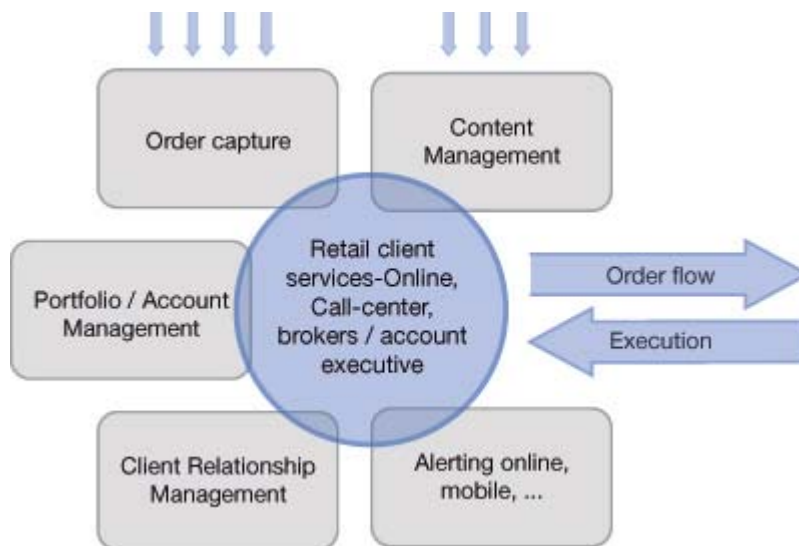 Order capture
Content
Management
Retail client
services-Online,
Call-center,
brokers / account
executive
Portfolio / Account
Management
Order flow
Execution
Client Relationship
Management
Alerting online,
mobile, ...